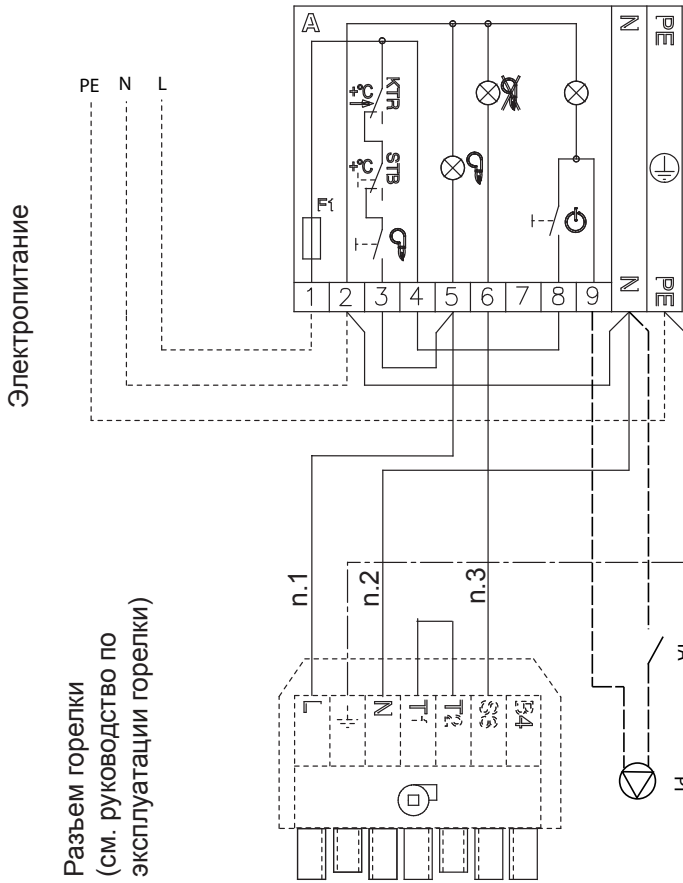 A
N
PE
PE N L
KTR
+°C
STB
+°C
F1
1 2 3 4 5 6 7 8 9 N PE
Электропитание
n.1
n.2
n.3
Разъем горелки
(см. руководство по
эксплуатации горелки)
L
N
T1
T2
S3
B4